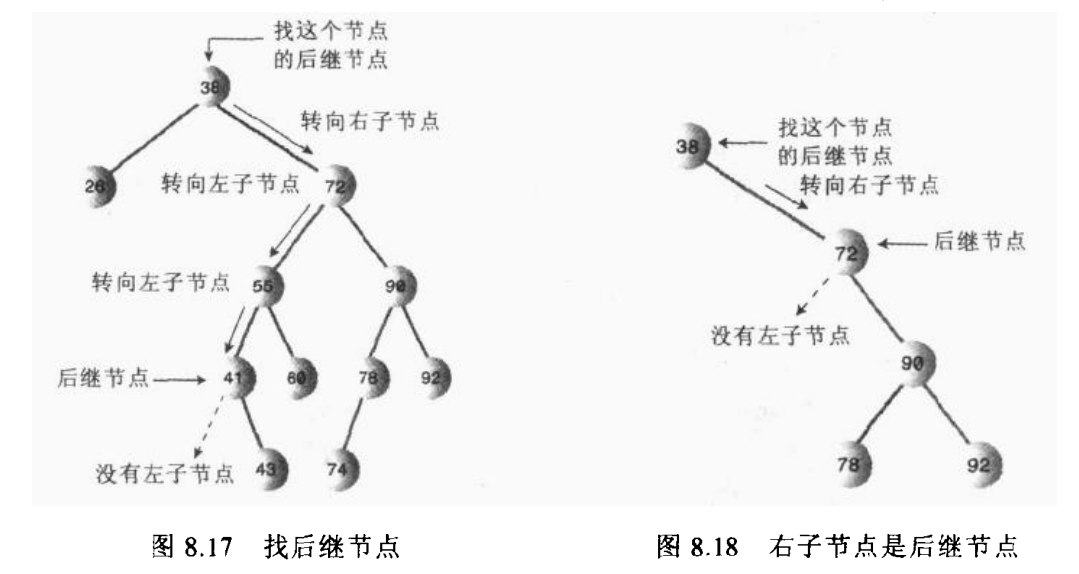 找这个节点
的后继节点
38
转向右子节点
26
转向左子节点
72
转向左子节点
55
90
后继节点
41
60
78
92
没有左子节点
43
74
图 8.17 找后继节点
找这个节点
的后继节点
38
转向右子节点
72
后继节点
没有左子节点
90
78
92
图 8.18 右子节点是后继节点